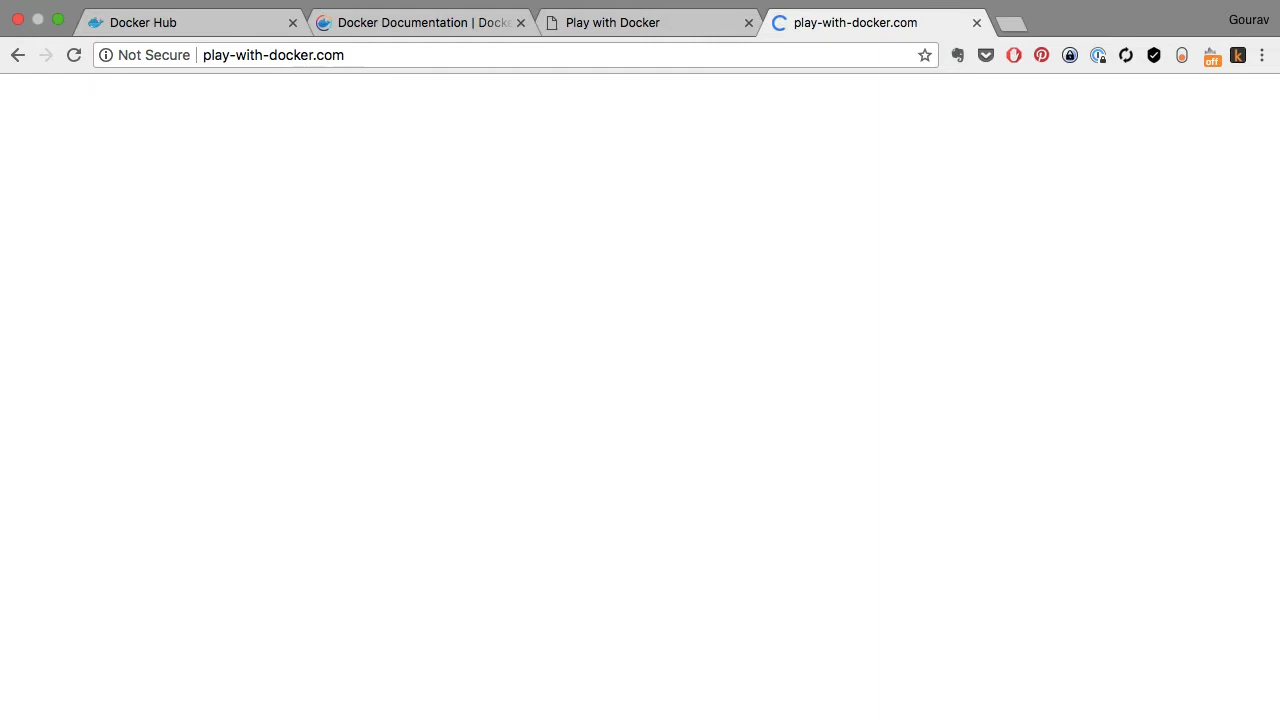 Docker Hub
Docker Documentation | Docke
Play with Docker
play-with-docker.com
Gourav
Not Secure
play-with-docker.com
off
k